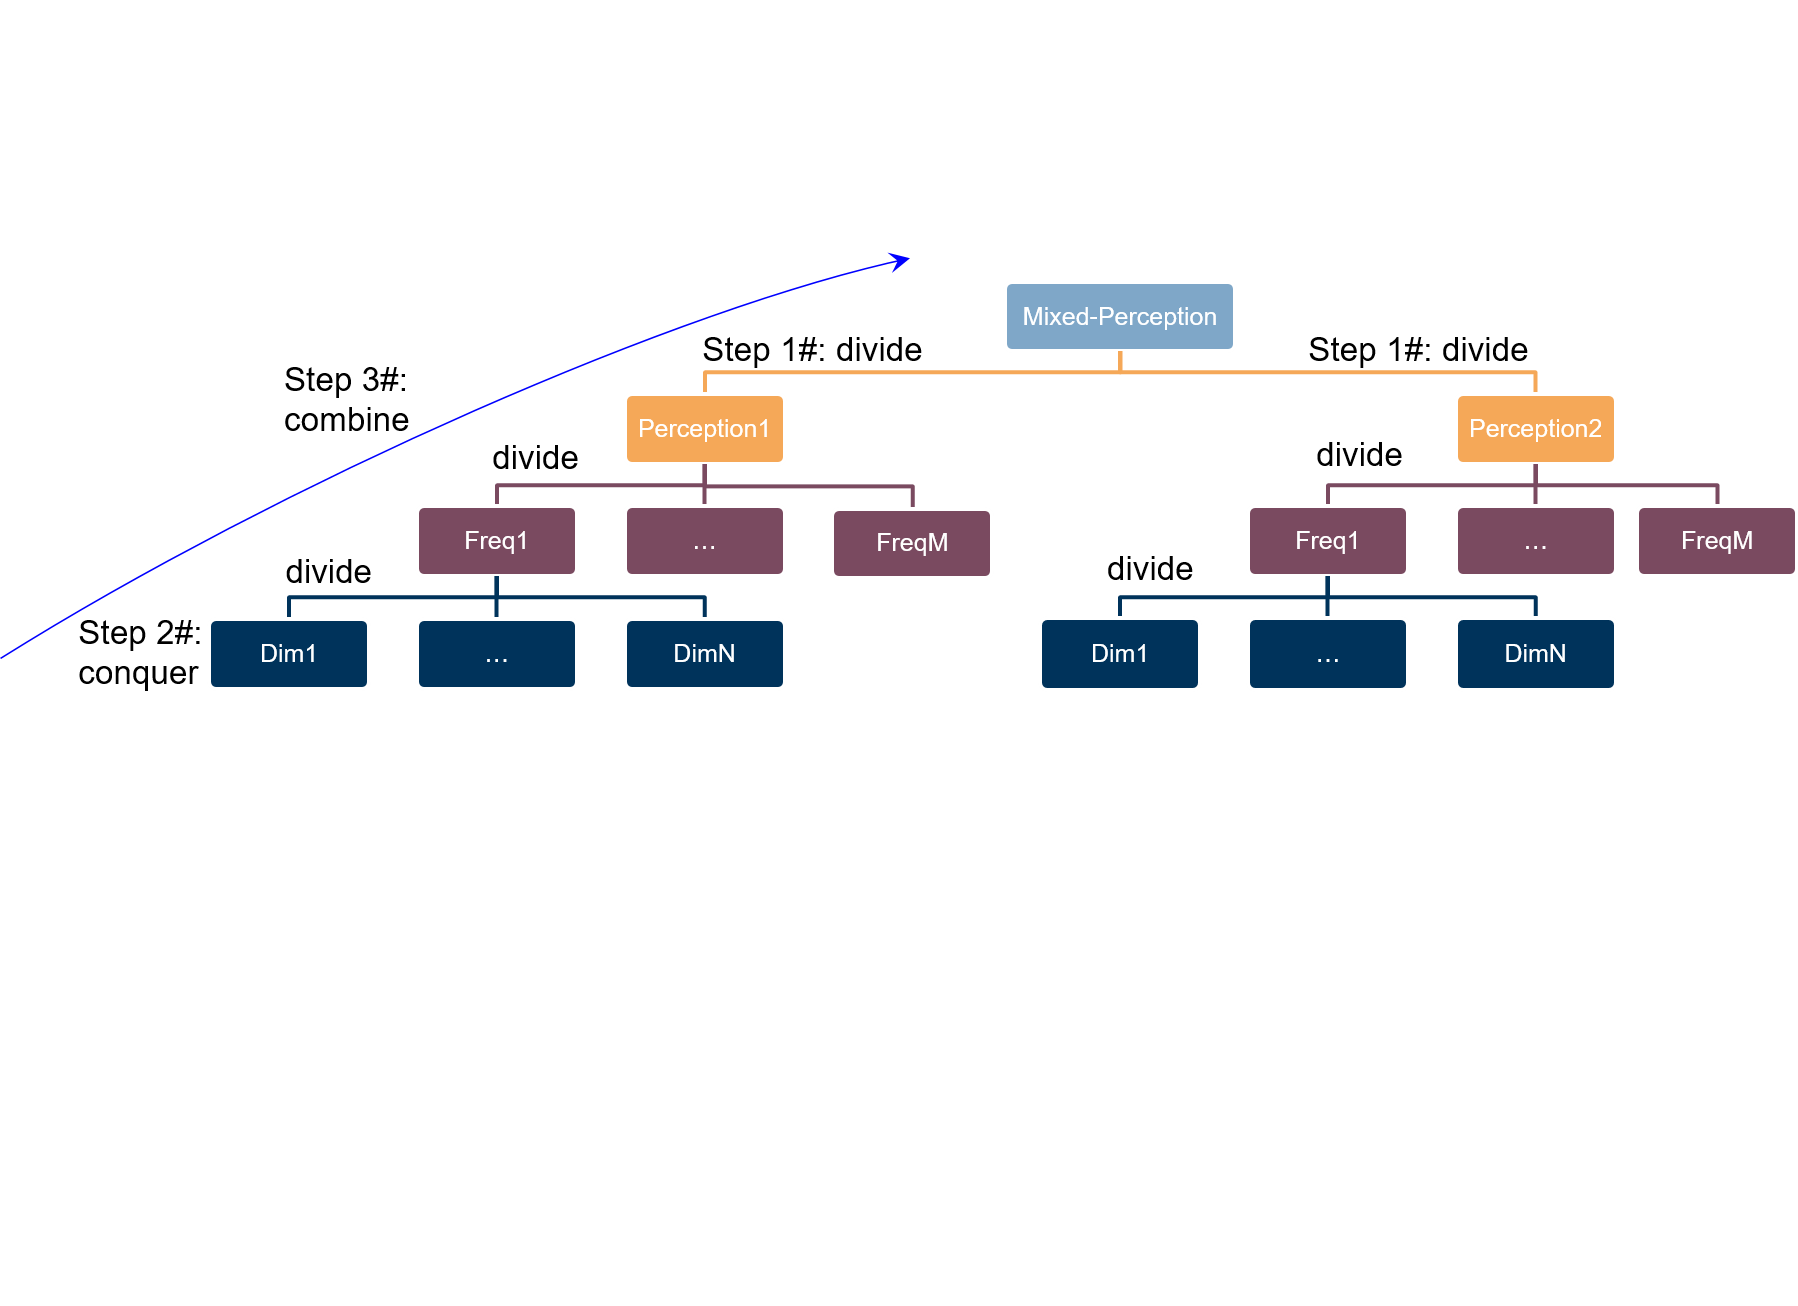 Mixed-Perception
Step 1#: divide
Step 1#: divide
Step 3#:
combine
Perception1
Perception2
divide
divide
Freq1
...
FreqM
Freq1
...
FreqM
divide
divide
Step 2#:
conquer
Dim1
...
DimN
Dim1
...
DimN